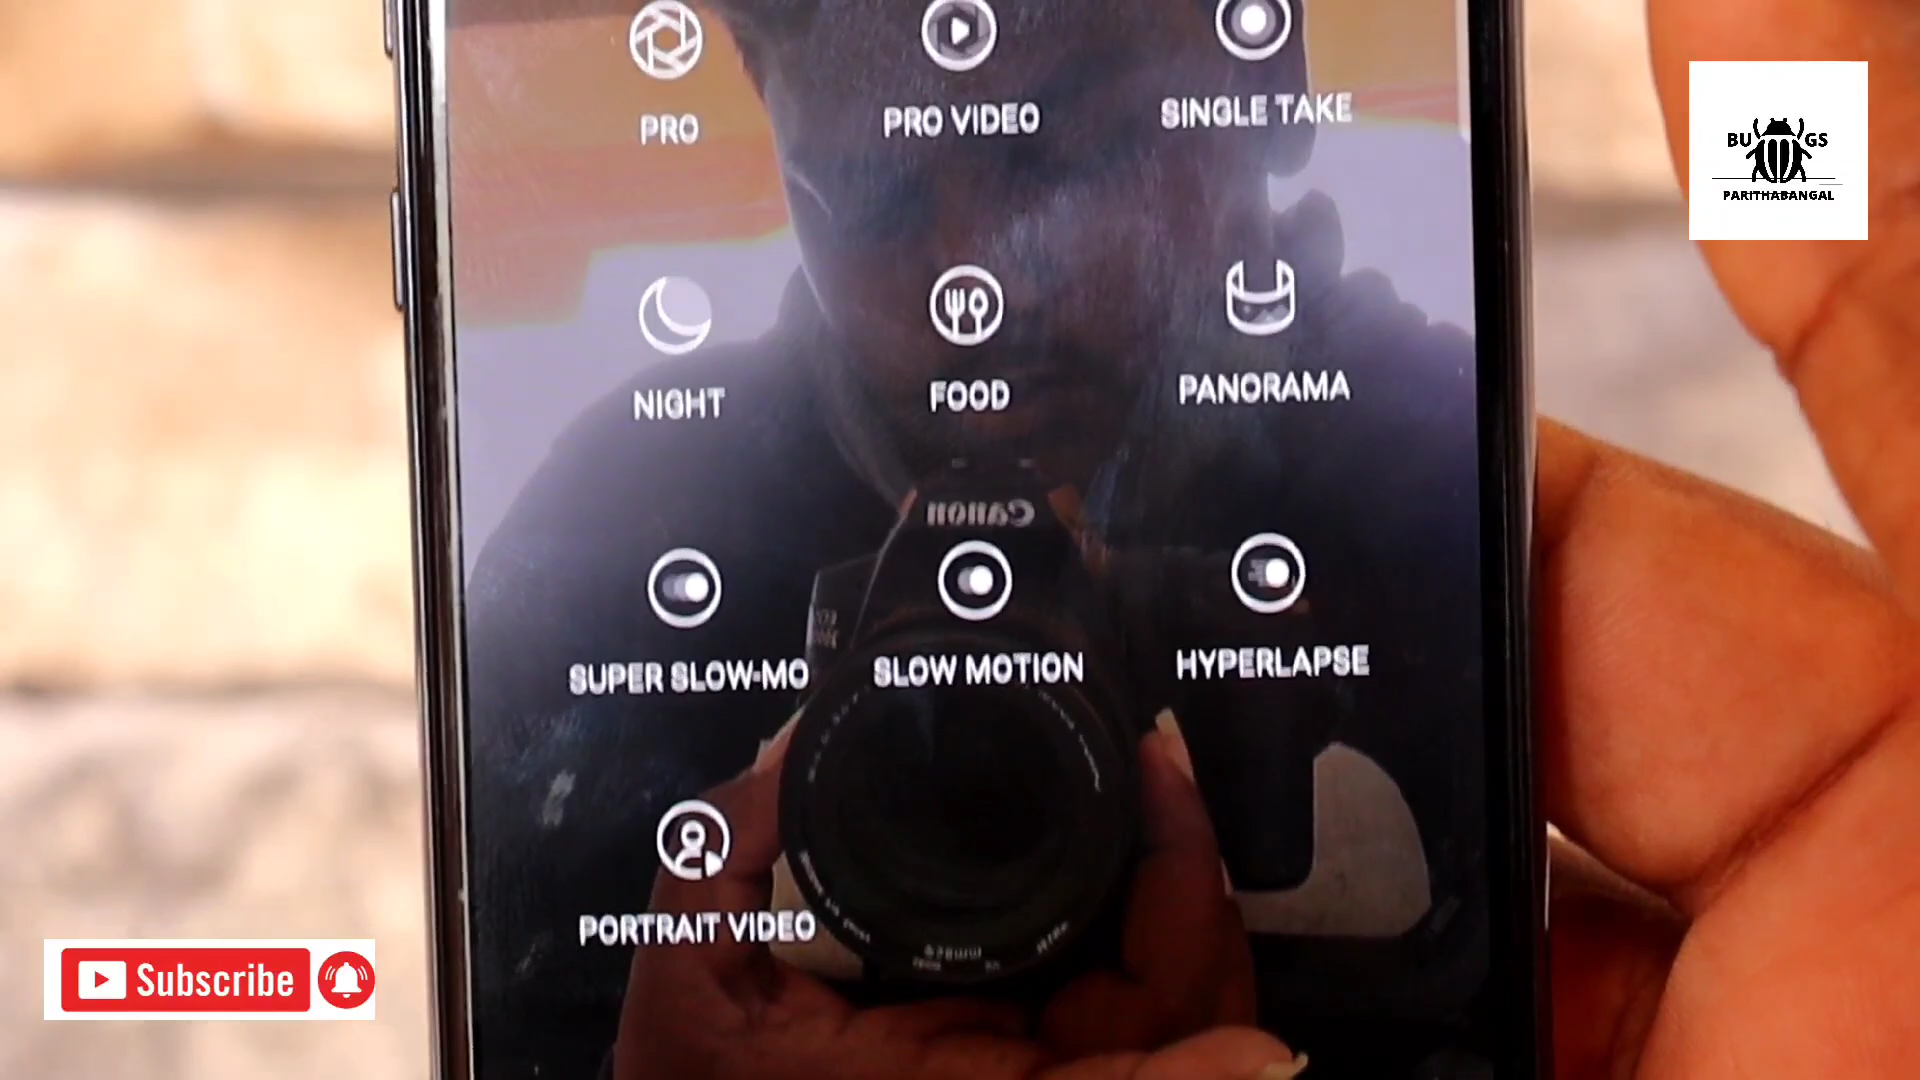 PRO
PRO VIDEO
SINGLE TAKE
BU GS
PARITHABANGAL
NIGHT
FOOD
PANORAMA
Canon
SUPER SLOW-MO
SLOW MOTION
HYPERLAPSE
PORTRAIT VIDEO
Subscribe